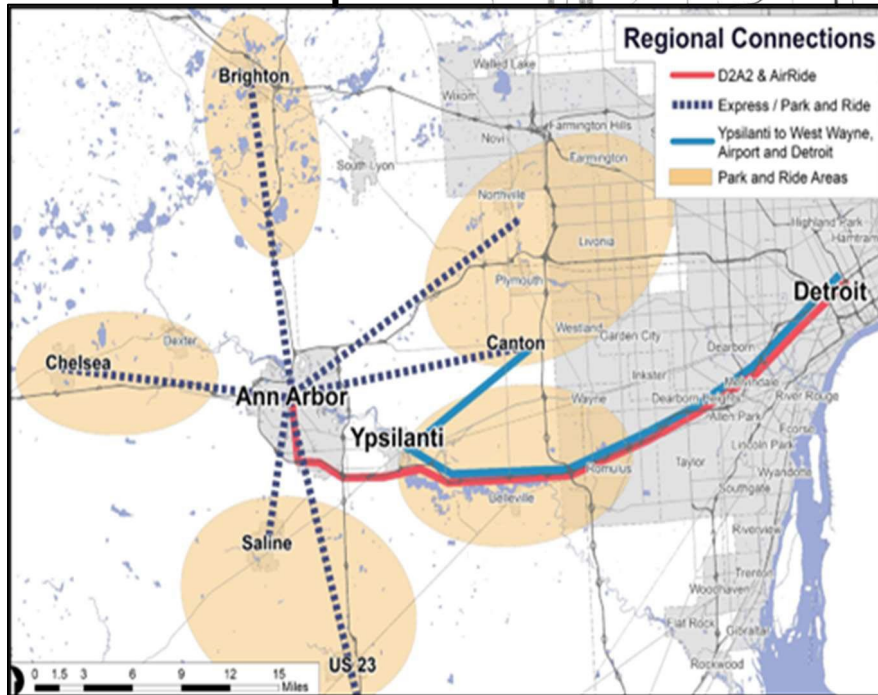 Regional Connections
D2A2 & AirRide
Express / Park and Ride
Ypsilanti to West Wayne,
Airport and Detroit
Park and Ride Areas
Brighton
Walled Lake
Wixom
Novi
Farmington Hills
Farmington
South Lyon
Northville
Livonia
Highland Park
Hamtram
Plymouth
Detroit
Westland
Garden City
Canton
Dearborn
Dexter
Chelsea
Inkster
Melvindale
River Rouge
Ann Arbor
Wayne
Dearborn Heights
Allen Park
Ecorse
Lincoln Park
Ypsilanti
Romulus
Taylor
Wyandotte
Southgate
Belleville
Riverview
Saline
Trenton
Woodhaven
Flat Rock
Gibraltar
US 23
Rockwood
0 1.5 3 6 9 12 15
Miles